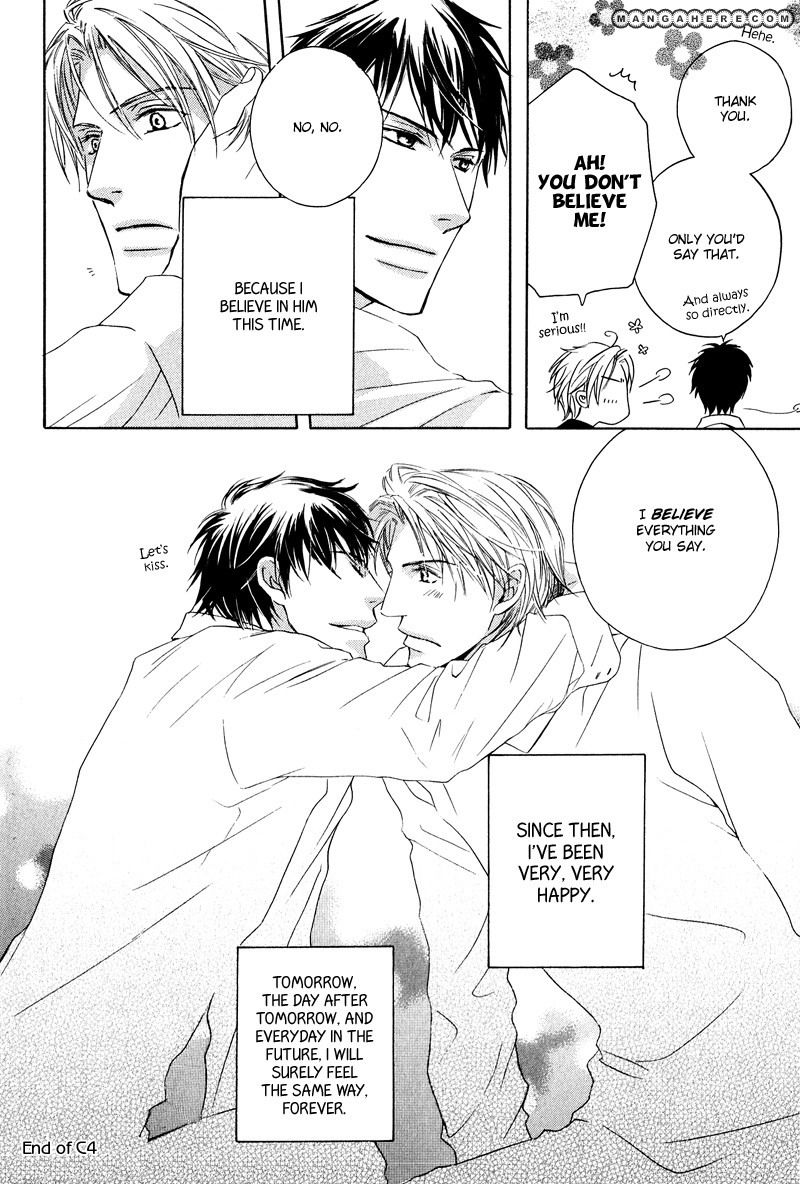 MANGAHERE.COM
Hehe.
THANK
YOU.
ONLY YOU'D
SAY THAT.
And always
so directly.
AH!
YOU DON'T
BELIEVE
ME!
I'm
serious!!
NO, NO.
BECAUSE I
BELIEVE IN HIM
THIS TIME.
I BELIEVE
EVERYTHING
YOU SAY.
Let's
kiss.
SINCE THEN,
I'VE BEEN
VERY, VERY
HAPPY.
TOMORROW,
THE DAY AFTER
TOMORROW, AND
EVERYDAY IN THE
FUTURE, I WILL
SURELY FEEL
THE SAME WAY,
FOREVER.
End of C4